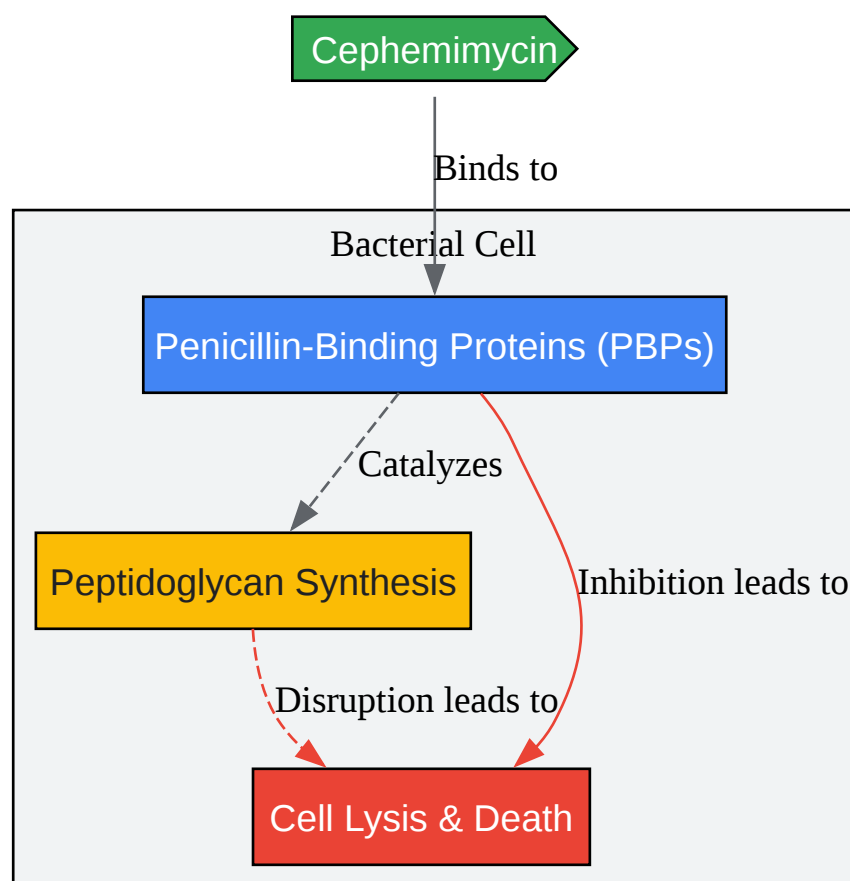 Cephemimycin
Binds to
Bacterial Cell
Penicillin-Binding Proteins (PBPs)
Catalyzes
Peptidoglycan Synthesis
Inhibition leads to
Disruption leads to
Cell Lysis & Death